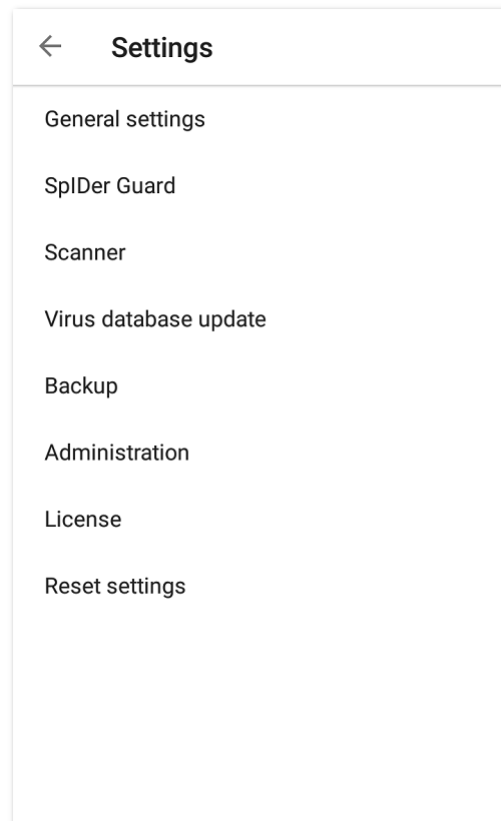 Settings
General settings
SpIDer Guard
Scanner
Virus database update
Backup
Administration
License
Reset settings